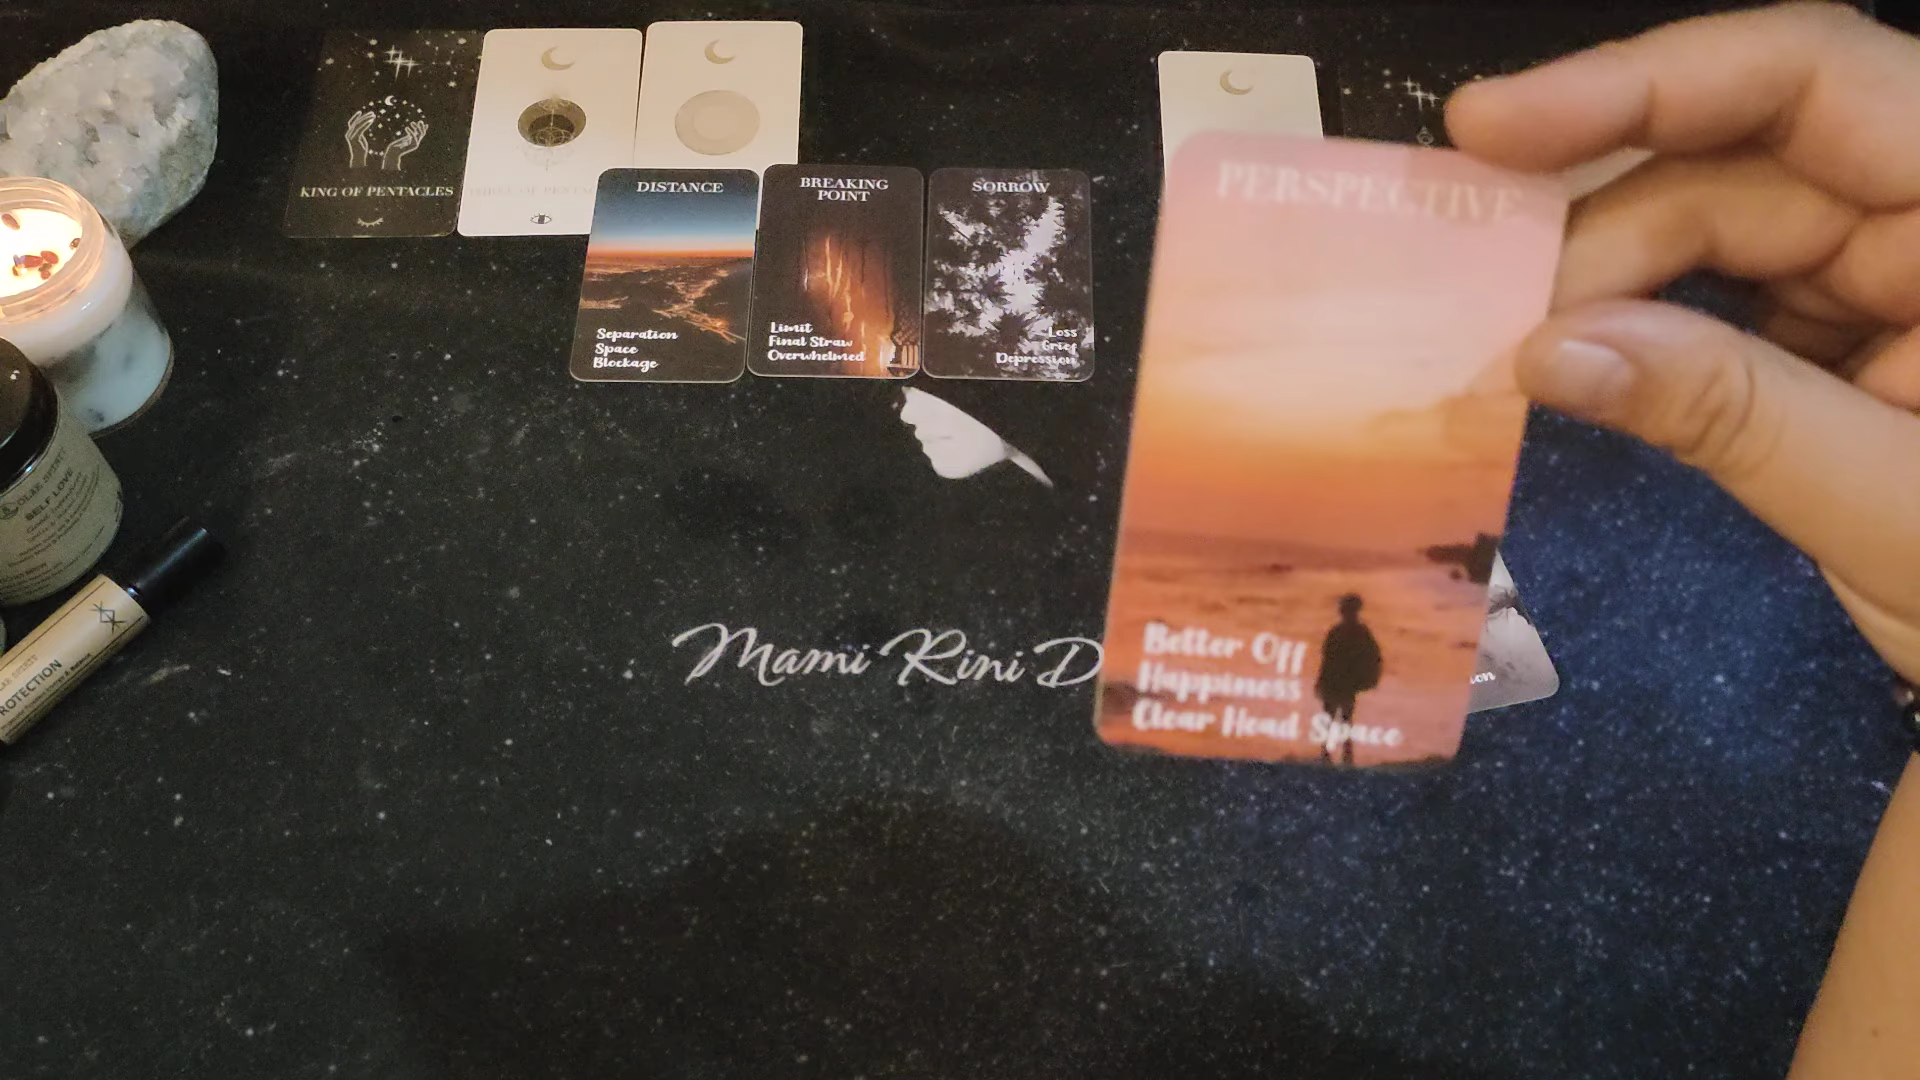 KING OF PENTACLES
DISTANCE
Separation
Space
Blockage
BREAKING
POINT
Limit
Final Straw
Overwhelmed
SORROW
Loss
Grief
Depression
PERSPECTIVE
Better Off
Happiness
Clear Head Space
Mami Rini D
SELF LOVE
ROTECTION